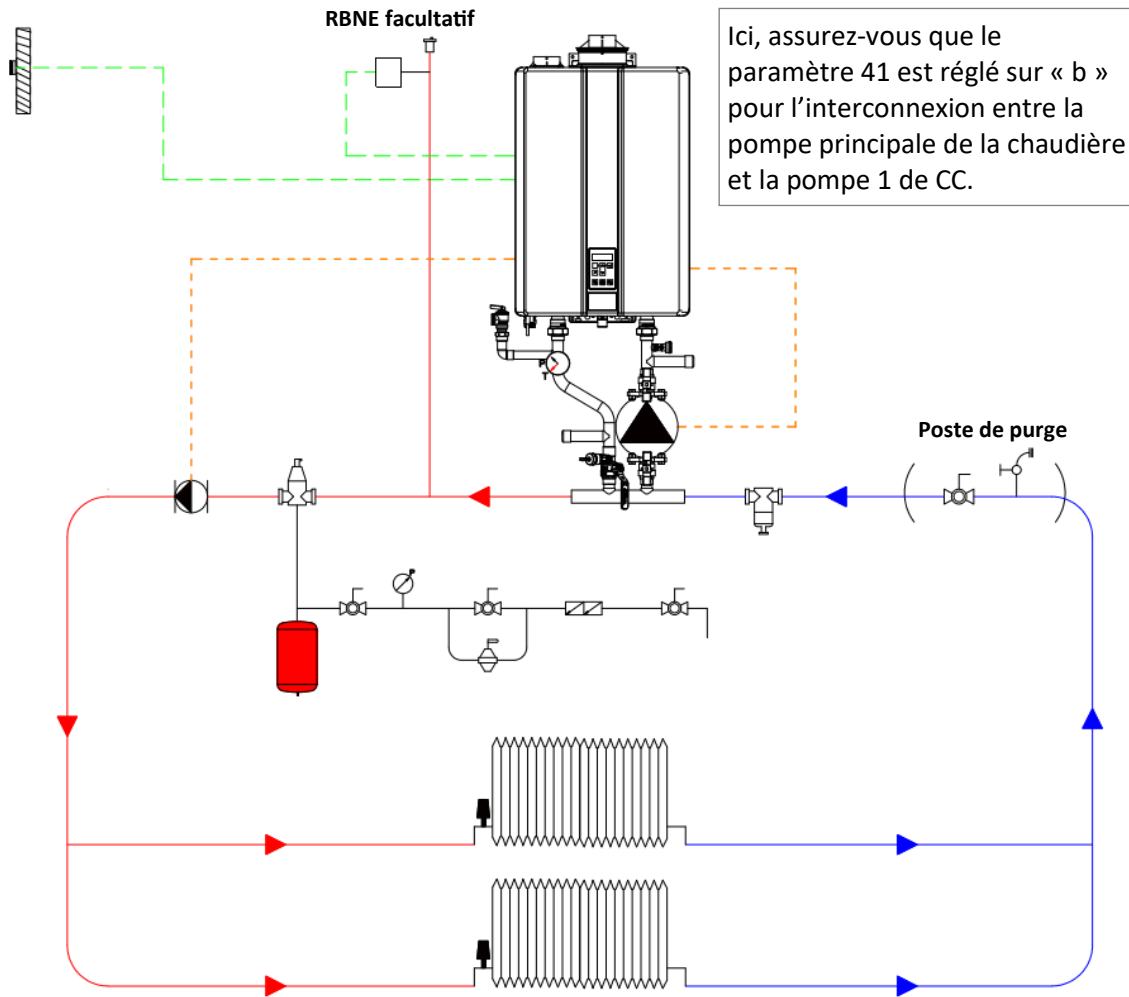 RBNE facultatif
Ici, assurez-vous que le
paramètre 41 est réglé sur « b »
pour l’interconnexion entre la
pompe principale de la chaudière
et la pompe 1 de CC.
P
T
Poste de purge